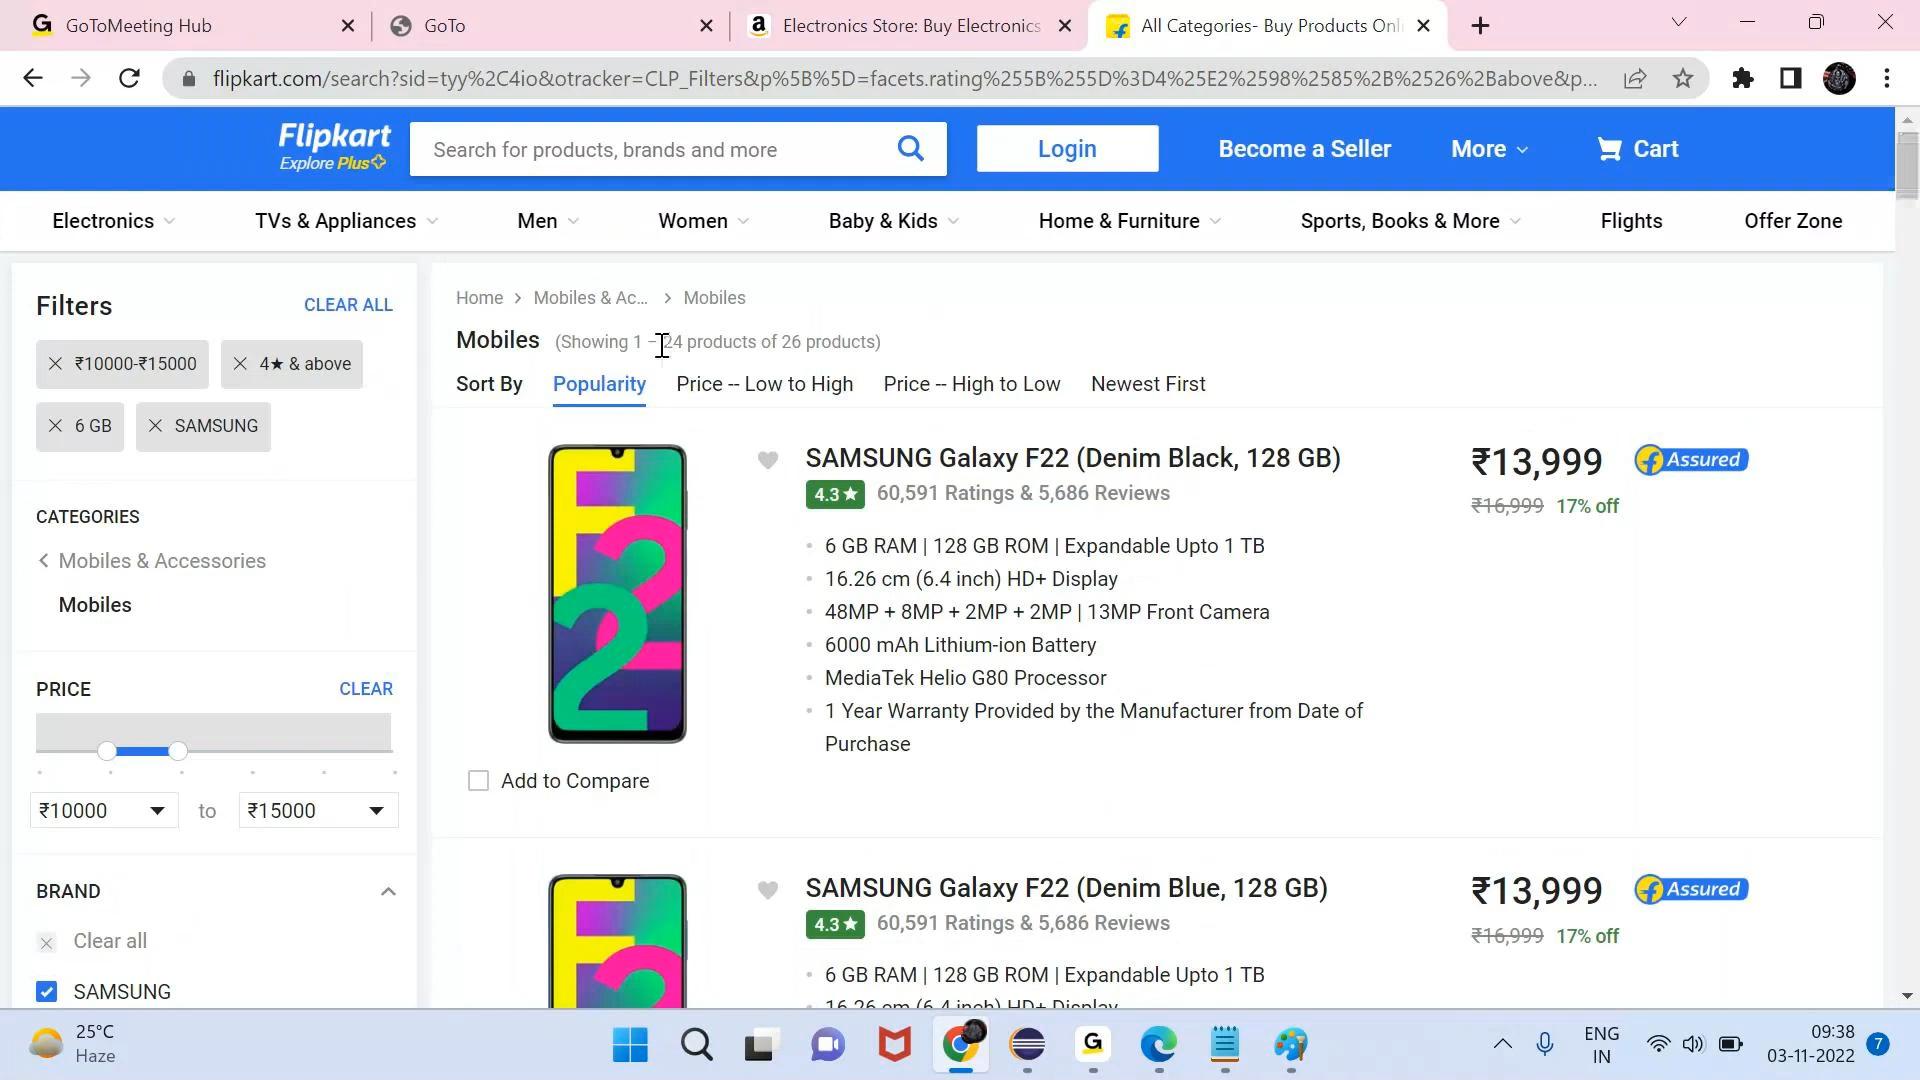 GoToMeeting Hub
GoTo
Electronics Store: Buy Electronics
All Categories- Buy Products Onl
flipkart.com/search?sid=tyy%2C4io&otracker=CLP_Filters&p%5B%5D=facets.rating%255B%255D%3D4%25E2%2598%2585%2B%2526%2Babove&p...
Flipkart
Explore Plus
Search for products, brands and more
Login
Become a Seller
More
Cart
Electronics
TVs & Appliances
Men
Women
Baby & Kids
Home & Furniture
Sports, Books & More
Flights
Offer Zone
Filters
CLEAR ALL
₹10000-₹15000
4★ & above
6 GB
SAMSUNG
CATEGORIES
Mobiles & Accessories
Mobiles
PRICE
CLEAR
₹10000
to
₹15000
BRAND
Clear all
SAMSUNG
Home
Mobiles & Ac...
Mobiles
Mobiles (Showing 1 – 24 products of 26 products)
Sort By
Popularity
Price -- Low to High
Price -- High to Low
Newest First
F
2
2
Add to Compare
SAMSUNG Galaxy F22 (Denim Black, 128 GB)
4.3★ 60,591 Ratings & 5,686 Reviews
6 GB RAM | 128 GB ROM | Expandable Upto 1 TB
16.26 cm (6.4 inch) HD+ Display
48MP + 8MP + 2MP + 2MP | 13MP Front Camera
6000 mAh Lithium-ion Battery
MediaTek Helio G80 Processor
1 Year Warranty Provided by the Manufacturer from Date of
Purchase
₹13,999
Assured
₹16,999 17% off
SAMSUNG Galaxy F22 (Denim Blue, 128 GB)
4.3★ 60,591 Ratings & 5,686 Reviews
6 GB RAM | 128 GB ROM | Expandable Upto 1 TB
16.26 cm (6.4 inch) HD+ Display
₹13,999
Assured
₹16,999 17% off
25°C
Haze
ENG
IN
09:38
03-11-2022
7